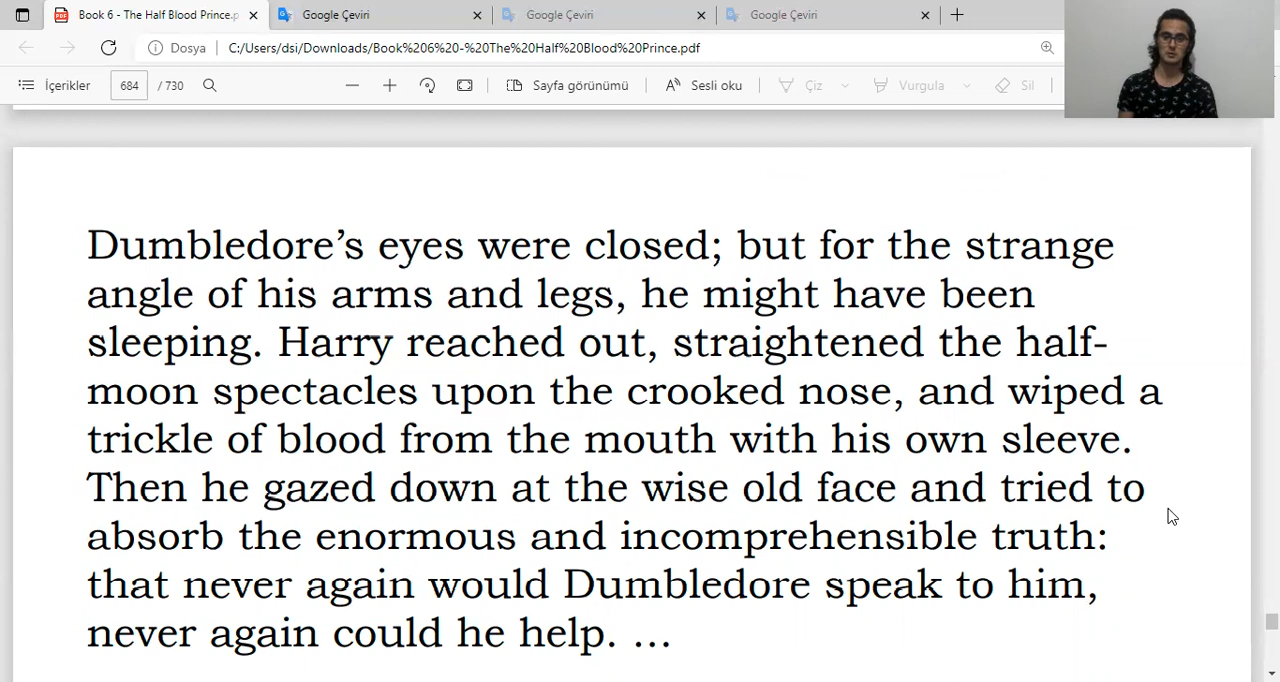 Book 6 - The Half Blood Prince.p
Google Çeviri
Google Çeviri
Google Çeviri
Dosya
C:/Users/dsi/Downloads/Book%206%20-%20The%20Half%20Blood%20Prince.pdf
İçerikler
684 / 730
Sayfa görünümü
Sesli oku
Çiz
Vurgula
Sil
Dumbledore’s eyes were closed; but for the strange
angle of his arms and legs, he might have been
sleeping. Harry reached out, straightened the half-
moon spectacles upon the crooked nose, and wiped a
trickle of blood from the mouth with his own sleeve.
Then he gazed down at the wise old face and tried to
absorb the enormous and incomprehensible truth:
that never again would Dumbledore speak to him,
never again could he help. …